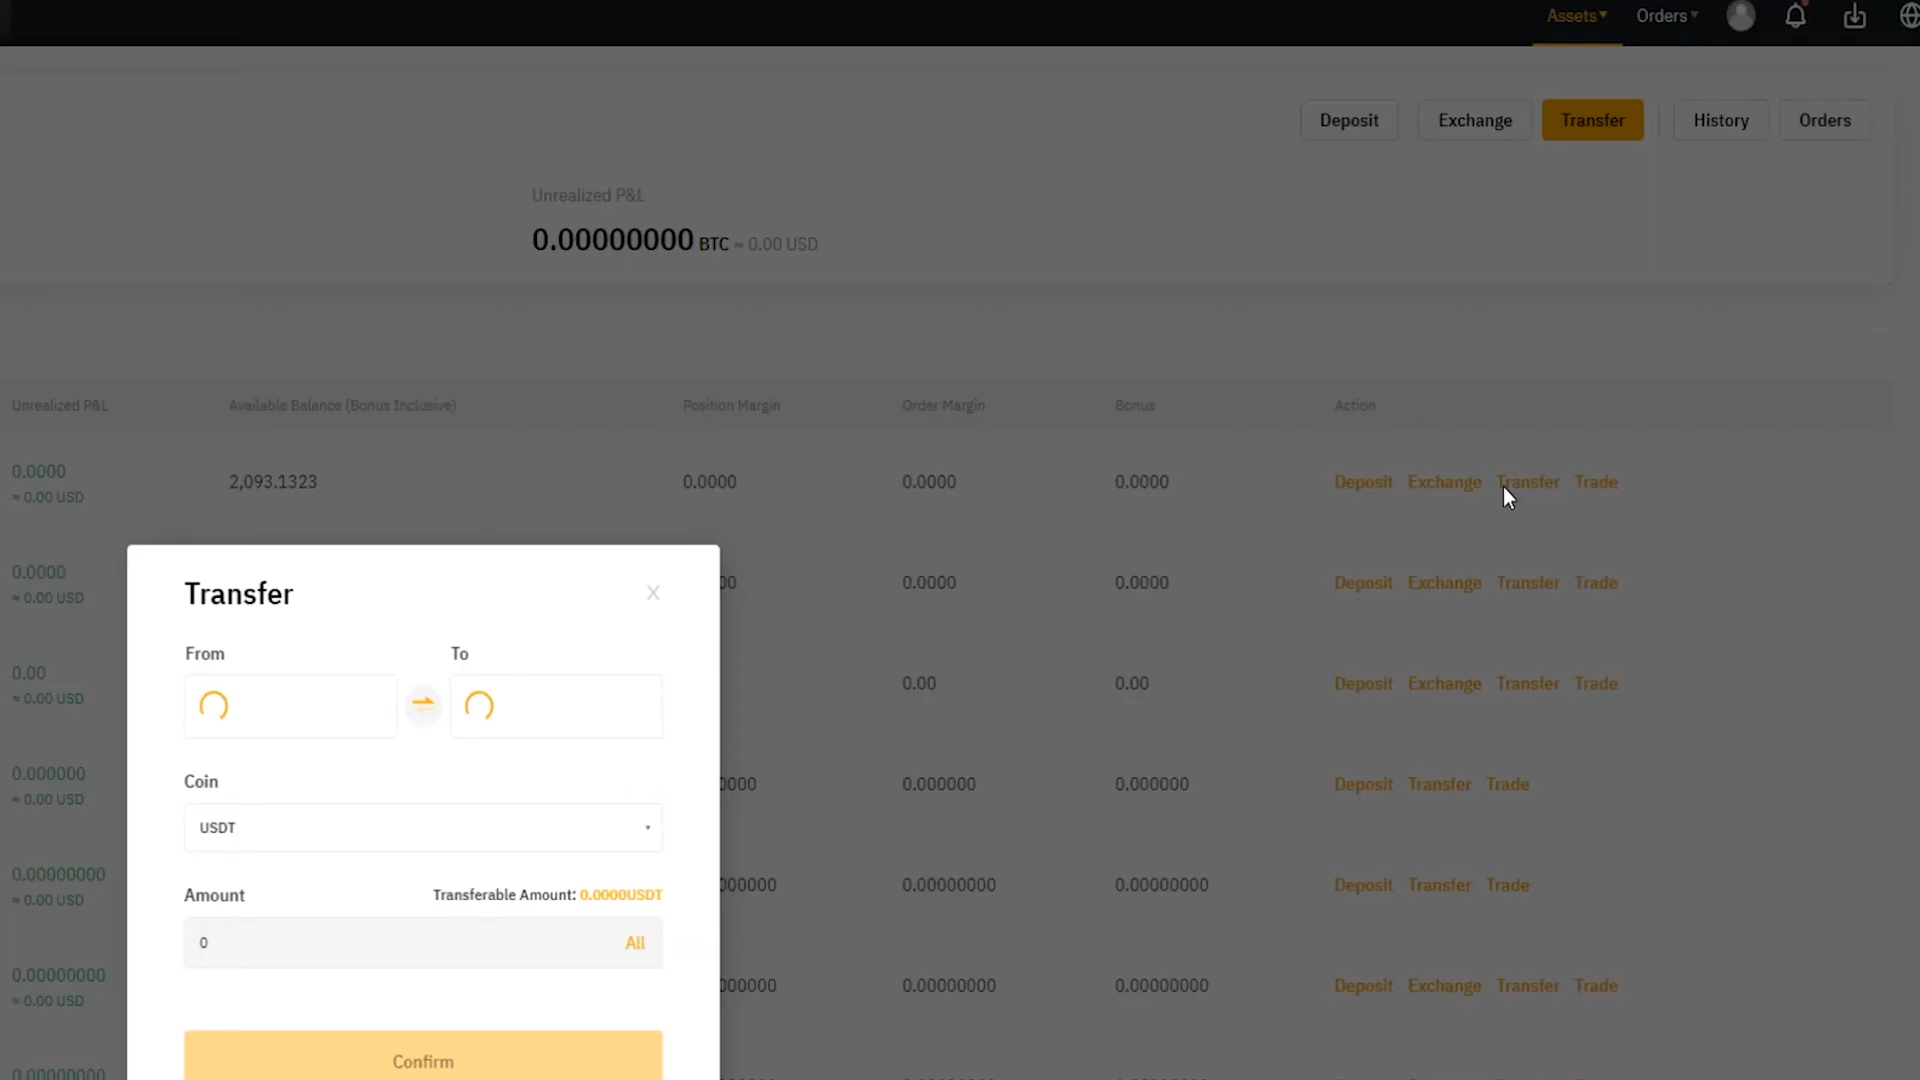 Assets Orders
Deposit Exchange Transfer History Orders
Unrealized P&L
0.00000000 BTC ≈ 0.00 USD
Unrealized P&L Available Balance (Bonus Inclusive) Position Margin Order Margin Bonus Action
0.0000 2,093.1323 0.0000 0.0000 0.0000 Deposit Exchange Transfer Trade
≈ 0.00 USD
0.0000 00 0.0000 0.0000 Deposit Exchange Transfer Trade
≈ 0.00 USD
0.00 0.00 0.00 Deposit Exchange Transfer Trade
≈ 0.00 USD
0.000000 0000 0.000000 0.000000 Deposit Transfer Trade
≈ 0.00 USD
0.00000000 000000 0.00000000 0.00000000 Deposit Transfer Trade
≈ 0.00 USD
0.00000000 000000 0.00000000 0.00000000 Deposit Exchange Transfer Trade
≈ 0.00 USD
0.00000000
Transfer X
From To
Coin
USDT
Amount Transferable Amount: 0.0000USDT
0 All
Confirm